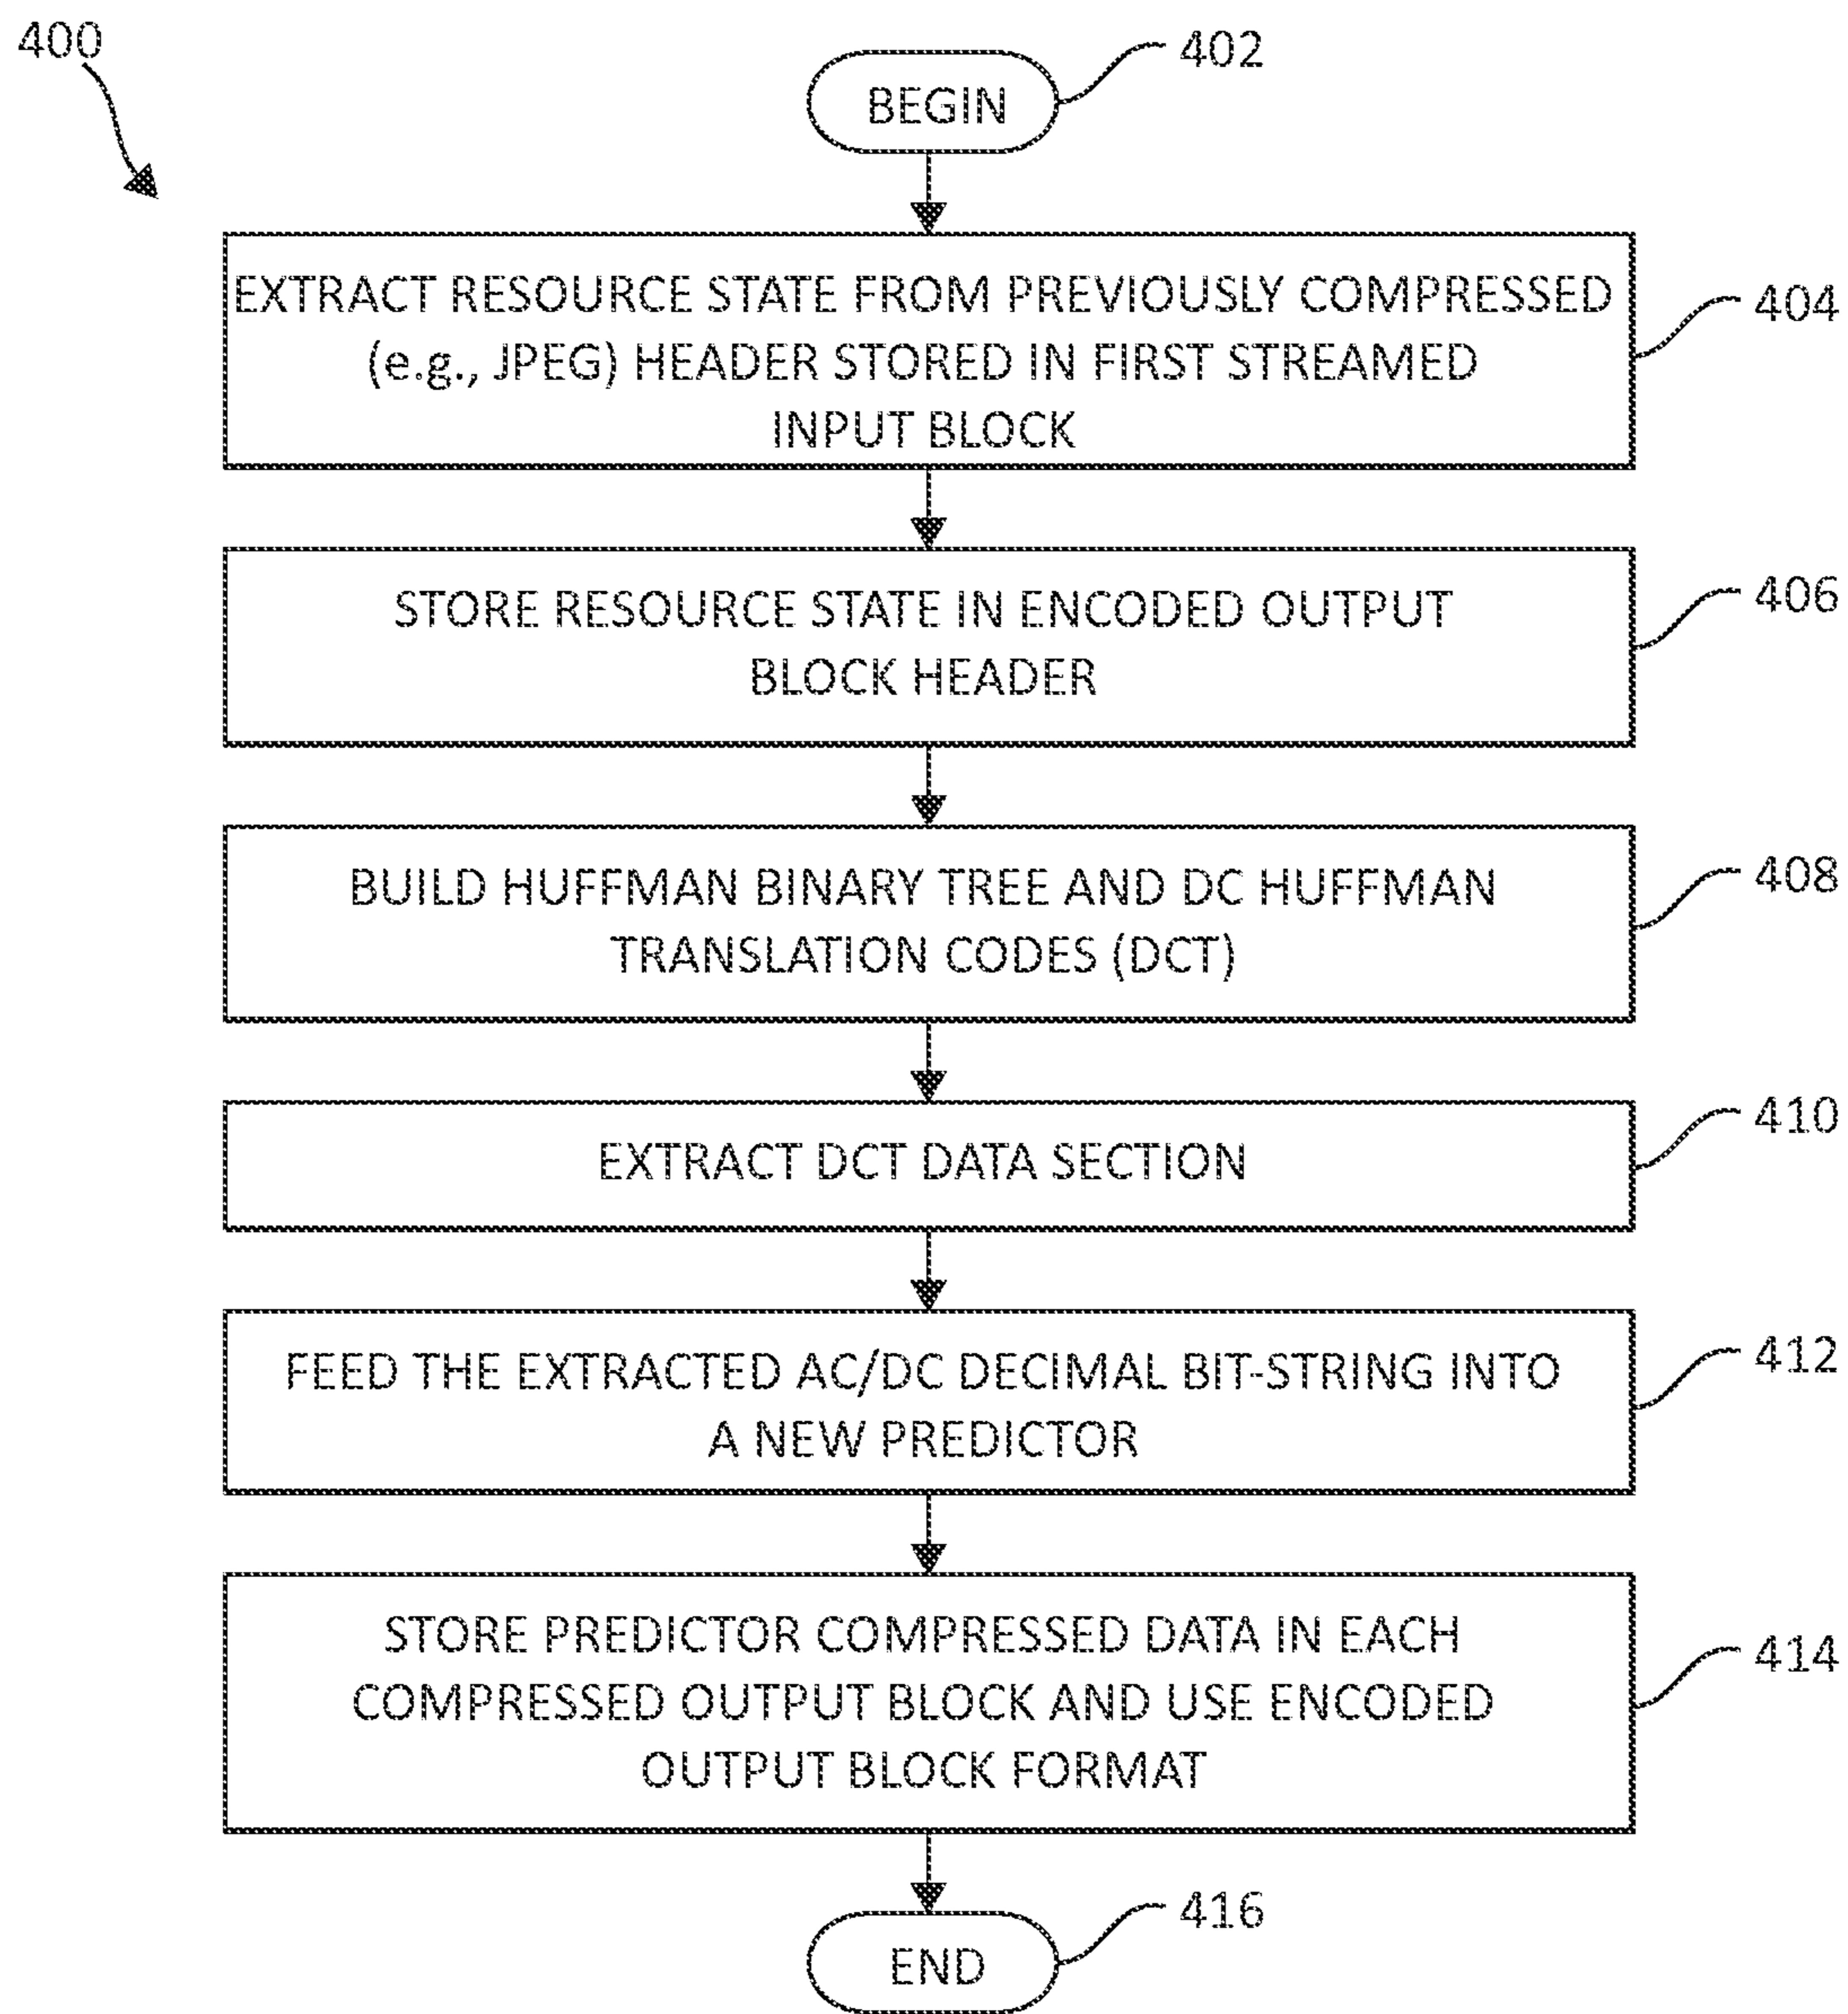 400
402
BEGIN
EXTRACT RESOURCE STATE FROM PREVIOUSLY COMPRESSED
(e.g., JPEG) HEADER STORED IN FIRST STREAMED
INPUT BLOCK
404
STORE RESOURCE STATE IN ENCODED OUTPUT
BLOCK HEADER
406
BUILD HUFFMAN BINARY TREE AND DC HUFFMAN
TRANSLATION CODES (DCT)
408
EXTRACT DCT DATA SECTION
410
FEED THE EXTRACTED AC/DC DECIMAL BIT-STRING INTO
A NEW PREDICTOR
412
STORE PREDICTOR COMPRESSED DATA IN EACH
COMPRESSED OUTPUT BLOCK AND USE ENCODED
OUTPUT BLOCK FORMAT
414
416
END